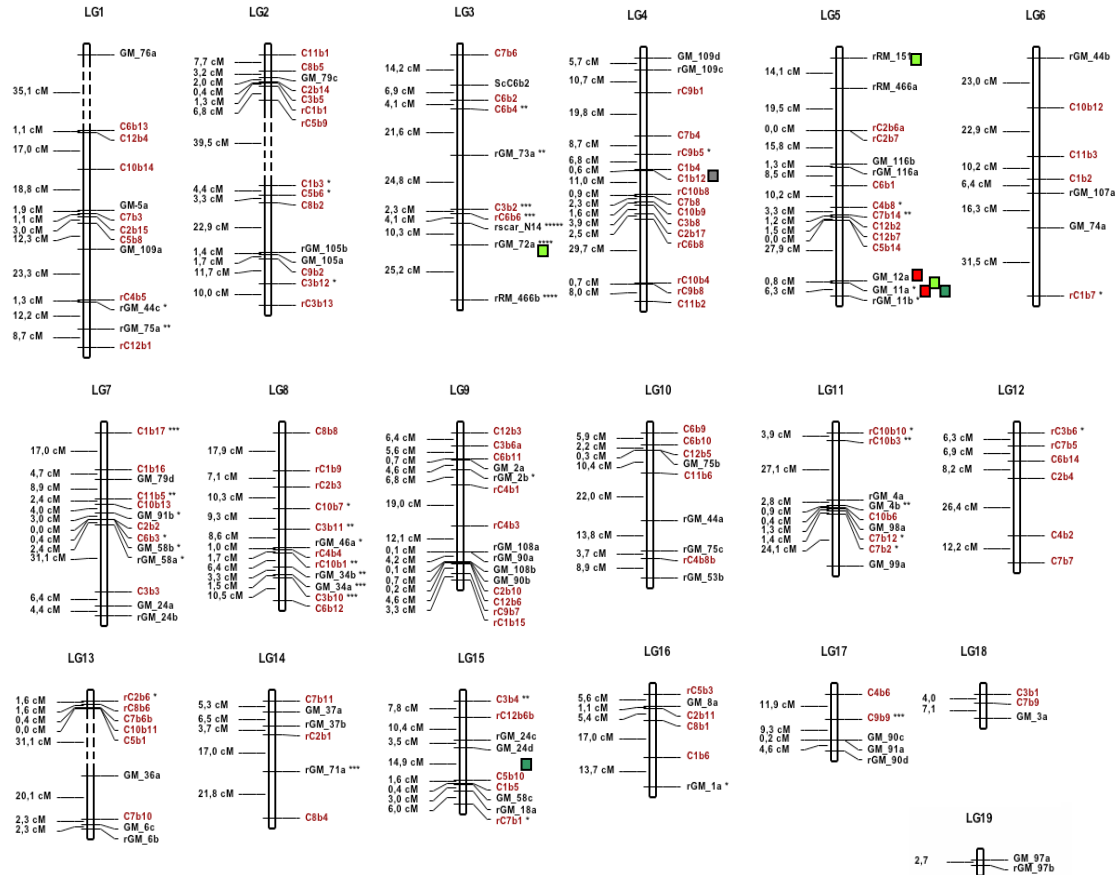 LG1
GM_76a
35,1 cM
C6b13
1,1 cM
C12b4
17,0 cM
C10b14
18,8 cM
GM-5a
1,9 cM
C7b3
1,1 cM
C2b15
3,0 cM
C5b8
12,3 cM
GM_109a
23,3 cM
rC4b5
1,3 cM
rGM_44c *
12,2 cM
rGM_75a **
8,7 cM
rC12b1
LG2
C11b1
7,7 cM
C8b5
3,2 cM
GM_79c
2,0 cM
C2b14
0,4 cM
C3b5
1,3 cM
rC1b1
6,8 cM
rC5b9
39,5 cM
C1b3 *
4,4 cM
C5b6 *
3,3 cM
C8b2
22,9 cM
rGM_105b
1,4 cM
GM_105a
1,7 cM
C9b2
11,7 cM
C3b12 *
10,0 cM
rC3b13
LG3
C7b6
14,2 cM
ScC6b2
6,9 cM
C6b2
4,1 cM
C6b4 **
21,6 cM
rGM_73a **
24,8 cM
C3b2 ***
2,3 cM
rC6b6 ***
4,1 cM
rscar_N14 *****
10,3 cM
rGM_72a ****
25,2 cM
rRM_466b ****
LG4
GM_109d
5,7 cM
rGM_109c
10,7 cM
rC9b1
19,8 cM
C7b4
8,7 cM
rC9b5 *
6,8 cM
C1b4
0,6 cM
C1b12
11,0 cM
rC10b8
0,9 cM
C7b8
2,3 cM
C10b9
1,6 cM
C3b8
3,9 cM
C2b17
2,5 cM
rC6b8
29,7 cM
rC10b4
0,7 cM
rC9b8
8,0 cM
C11b2
LG5
rRM_151
14,1 cM
rRM_466a
19,5 cM
rC2b6a
0,0 cM
rC2b7
15,8 cM
GM_116b
1,3 cM
rGM_116a
8,5 cM
C6b1
10,2 cM
C4b8 *
3,3 cM
C7b14 **
1,2 cM
C12b2
1,5 cM
C12b7
0,0 cM
C5b14
27,9 cM
GM_12a
0,8 cM
GM_11a *
6,3 cM
rGM_11b *
LG6
rGM_44b
23,0 cM
C10b12
22,9 cM
C11b3
10,2 cM
C1b2
6,4 cM
rGM_107a
16,3 cM
GM_74a
31,5 cM
rC1b7 *
LG7
C1b17 ***
17,0 cM
C1b16
4,7 cM
GM_79d
8,9 cM
C11b5 **
2,4 cM
C10b13
4,0 cM
GM_91b *
3,0 cM
C2b2
0,0 cM
C6b3 *
0,4 cM
GM_58b *
2,4 cM
rGM_58a *
31,1 cM
C3b3
6,4 cM
GM_24a
4,4 cM
rGM_24b
LG8
C8b8
17,9 cM
rC1b9
7,1 cM
rC2b3
10,3 cM
C10b7 *
9,3 cM
C3b11 **
8,6 cM
rGM_46a *
1,0 cM
rC4b4
1,7 cM
rC10b1 **
6,4 cM
rGM_34b **
3,3 cM
GM_34a ***
1,5 cM
C3b10 ***
10,5 cM
C6b12
LG9
C12b3
6,4 cM
C3b6a
5,6 cM
C6b11
0,7 cM
GM_2a
4,6 cM
rGM_2b *
6,8 cM
rC4b1
19,0 cM
rC4b3
12,1 cM
rGM_108a
0,1 cM
rGM_90a
4,2 cM
GM_108b
0,1 cM
GM_90b
0,7 cM
C2b10
0,2 cM
C12b6
4,6 cM
rC9b7
3,3 cM
rC1b15
LG10
C6b9
5,9 cM
C6b10
2,2 cM
C12b5
0,3 cM
GM_75b
10,4 cM
C11b6
22,0 cM
rGM_44a
13,8 cM
rGM_75c
3,7 cM
rC4b8b
8,9 cM
rGM_53b
LG11
rC10b10 *
3,9 cM
rC10b3 **
27,1 cM
rGM_4a
2,8 cM
GM_4b **
0,9 cM
C10b6
0,4 cM
GM_98a
1,3 cM
C7b12 *
1,4 cM
C7b2 *
24,1 cM
GM_99a
LG12
rC3b6 *
6,3 cM
rC7b5
6,9 cM
C6b14
8,2 cM
C2b4
26,4 cM
C4b2
12,2 cM
C7b7
LG13
rC2b6 *
1,6 cM
rC8b6
1,6 cM
C7b6b
0,4 cM
C10b11
0,0 cM
C5b1
31,1 cM
GM_36a
20,1 cM
C7b10
2,3 cM
GM_6c
2,3 cM
rGM_6b
LG14
C7b11
5,3 cM
GM_37a
6,5 cM
rGM_37b
3,7 cM
rC2b1
17,0 cM
rGM_71a ***
21,8 cM
C8b4
LG15
C3b4 **
7,8 cM
rC12b6b
10,4 cM
rGM_24c
3,5 cM
GM_24d
14,9 cM
C5b10
1,6 cM
C1b5
0,4 cM
GM_58c
3,0 cM
rGM_18a
6,0 cM
rC7b1 *
LG16
rC5b3
5,6 cM
GM_8a
1,1 cM
C2b11
5,4 cM
C8b1
17,0 cM
C1b6
13,7 cM
rGM_1a *
LG17
C4b6
11,9 cM
C9b9 ***
9,3 cM
GM_90c
0,2 cM
GM_91a
4,6 cM
rGM_90d
LG18
C3b1
4,0
C7b9
7,1
GM_3a
LG19
GM_97a
2,7
rGM_97b